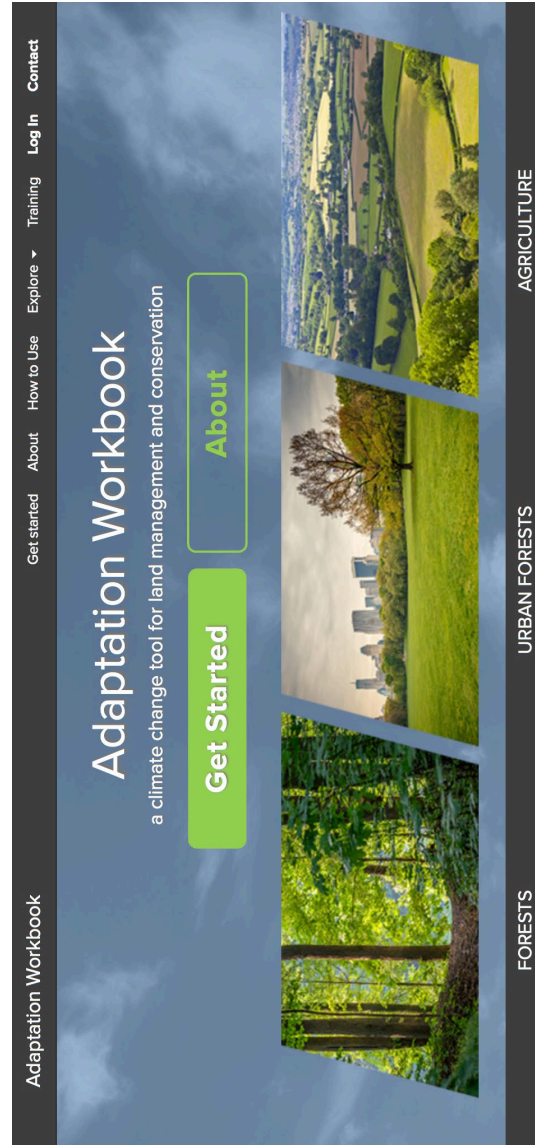 Adaptation Workbook
Get started About How to Use Explore Training Log In Contact
Adaptation Workbook
a climate change tool for land management and conservation
Get Started About
FORESTS URBAN FORESTS AGRICULTURE